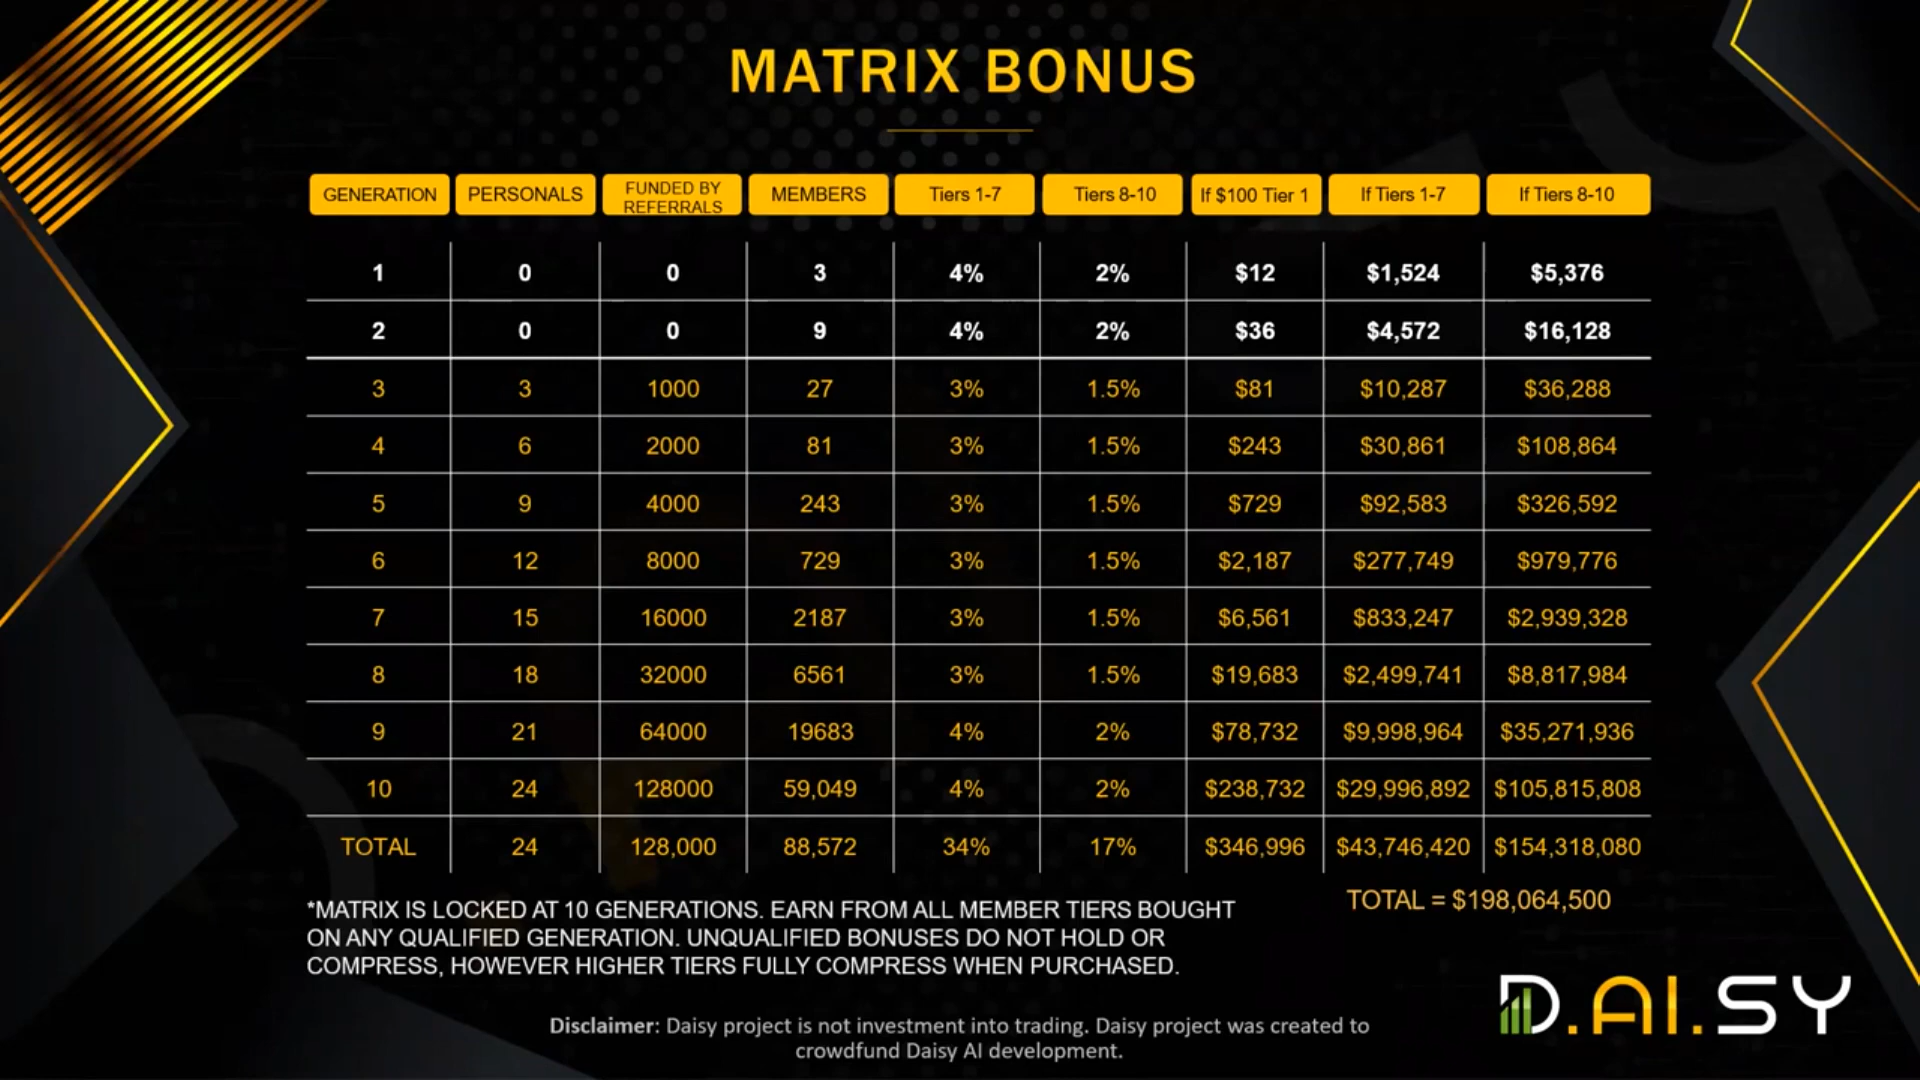 MATRIX BONUS
GENERATION PERSONALS FUNDED BY REFERRALS MEMBERS Tiers 1-7 Tiers 8-10 If $100 Tier 1 If Tiers 1-7 If Tiers 8-10
1 0 0 3 4% 2% $12 $1,524 $5,376
2 0 0 9 4% 2% $36 $4,572 $16,128
3 3 1000 27 3% 1.5% $81 $10,287 $36,288
4 6 2000 81 3% 1.5% $243 $30,861 $108,864
5 9 4000 243 3% 1.5% $729 $92,583 $326,592
6 12 8000 729 3% 1.5% $2,187 $277,749 $979,776
7 15 16000 2187 3% 1.5% $6,561 $833,247 $2,939,328
8 18 32000 6561 3% 1.5% $19,683 $2,499,741 $8,817,984
9 21 64000 19683 4% 2% $78,732 $9,998,964 $35,271,936
10 24 128000 59,049 4% 2% $238,732 $29,996,892 $105,815,808
TOTAL 24 128,000 88,572 34% 17% $346,996 $43,746,420 $154,318,080
TOTAL = $198,064,500
*MATRIX IS LOCKED AT 10 GENERATIONS. EARN FROM ALL MEMBER TIERS BOUGHT
ON ANY QUALIFIED GENERATION. UNQUALIFIED BONUSES DO NOT HOLD OR
COMPRESS, HOWEVER HIGHER TIERS FULLY COMPRESS WHEN PURCHASED.
D.AI.SY
Disclaimer: Daisy project is not investment into trading. Daisy project was created to
crowdfund Daisy AI development.